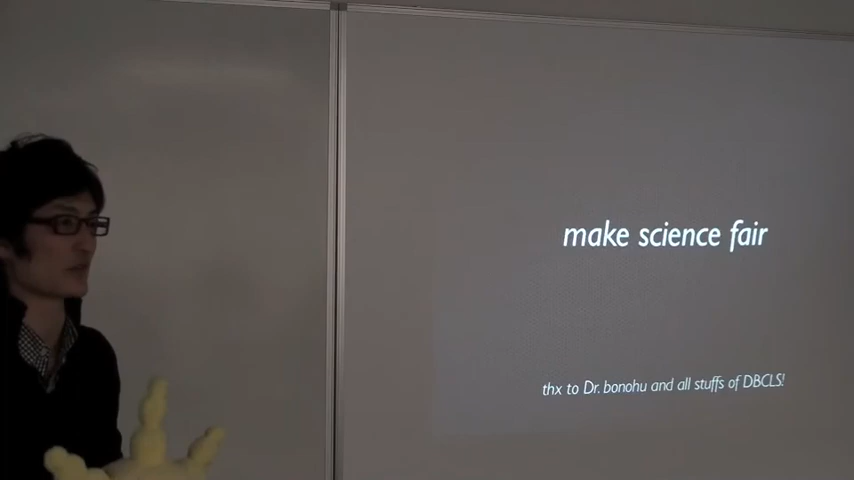 make science fair
thx to Dr. bonohu and all stuffs of DBCLS!